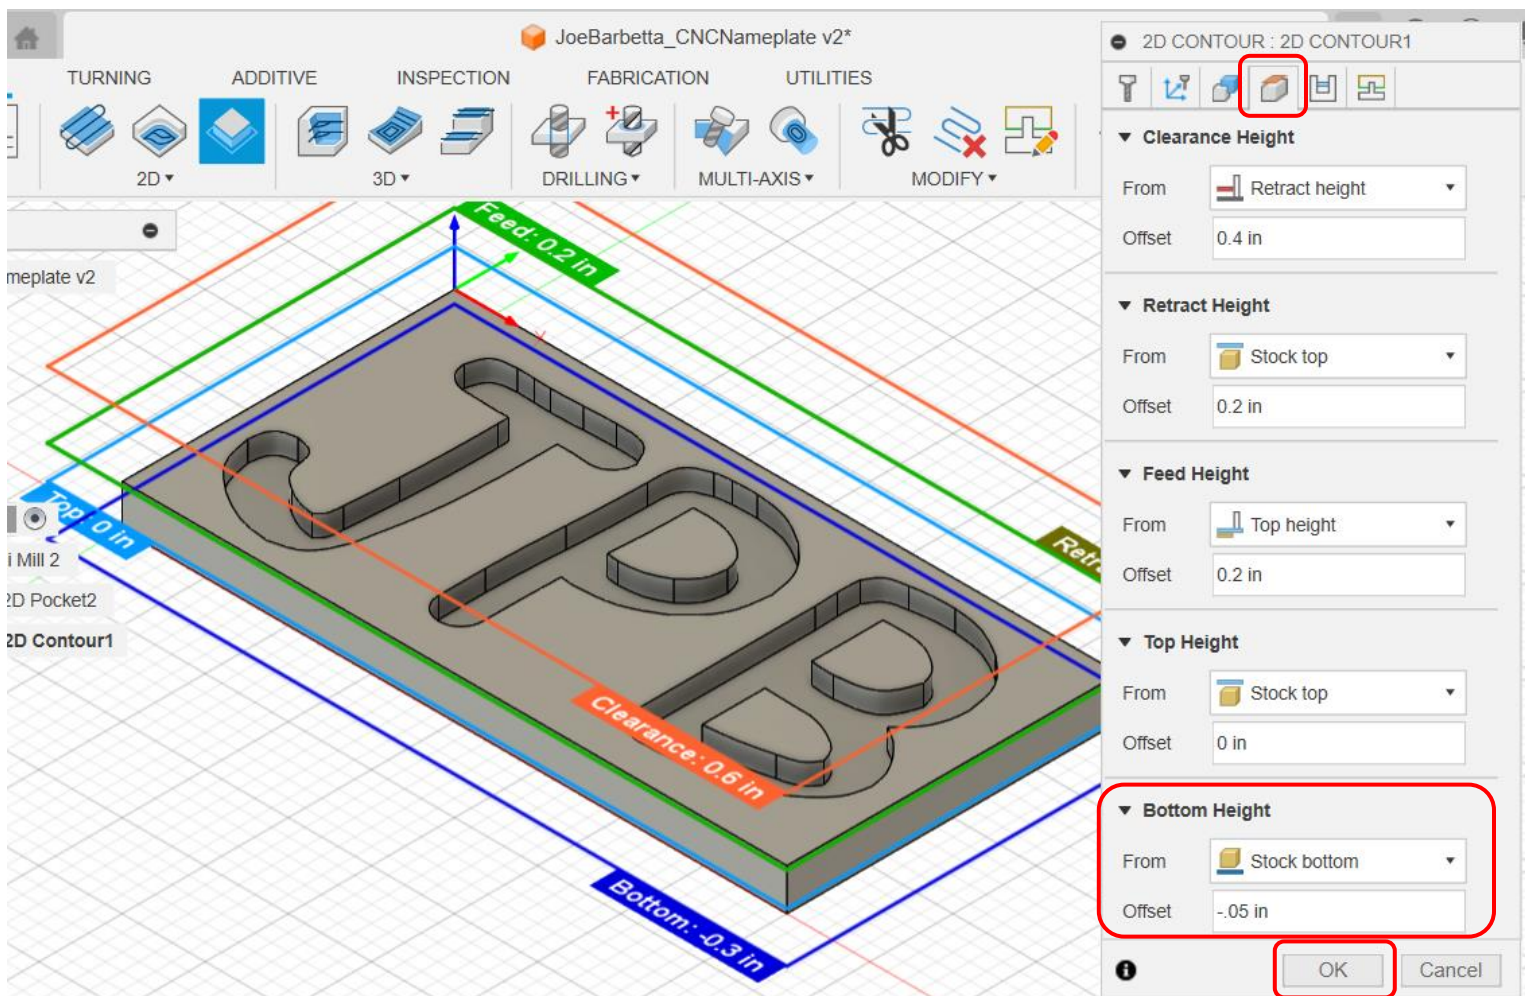 JoeBarbetta_CNCNameplate v2*
TURNING ADDITIVE INSPECTION FABRICATION UTILITIES
2D 3D DRILLING MULTI-AXIS MODIFY
meplate v2
i Mill 2
2D Pocket2
2D Contour1
Feed: 0.2 in
Top: 0 in
Retr
Clearance: 0.6 in
Bottom: -0.3 in
2D CONTOUR : 2D CONTOUR1
Clearance Height
From Retract height
Offset 0.4 in
Retract Height
From Stock top
Offset 0.2 in
Feed Height
From Top height
Offset 0.2 in
Top Height
From Stock top
Offset 0 in
Bottom Height
From Stock bottom
Offset -.05 in
OK Cancel